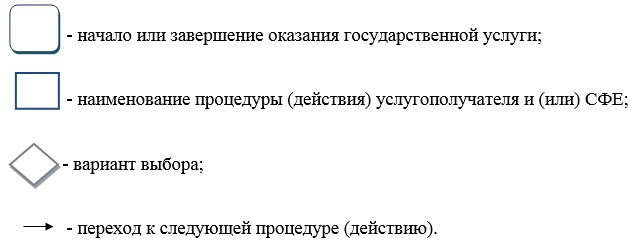 - начало или завершение оказания государственной услуги;
- наименование процедуры (действия) услугополучателя и (или) СФЕ;
- вариант выбора;
- переход к следующей процедуре (действию).